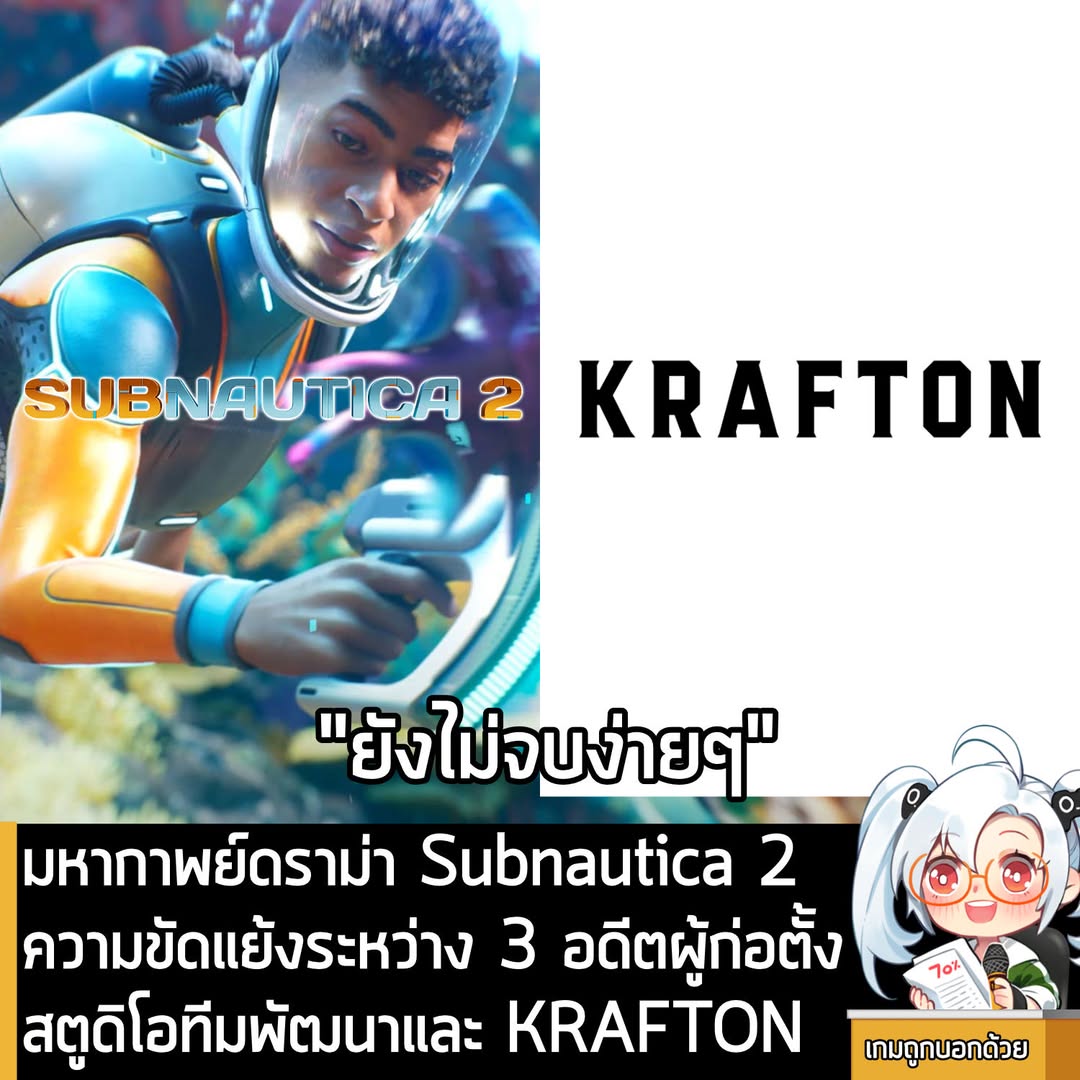 SUBNAUTICA 2
KRAFTON
"ยังไม่จบง่ายๆ"
มหากาพย์ดราม่า Subnautica 2
ความขัดแย้งระหว่าง 3 อดีตผู้ก่อตั้ง
สตูดิโอทีมพัฒนาและ KRAFTON
70%
เกมถูกบอกด้วย